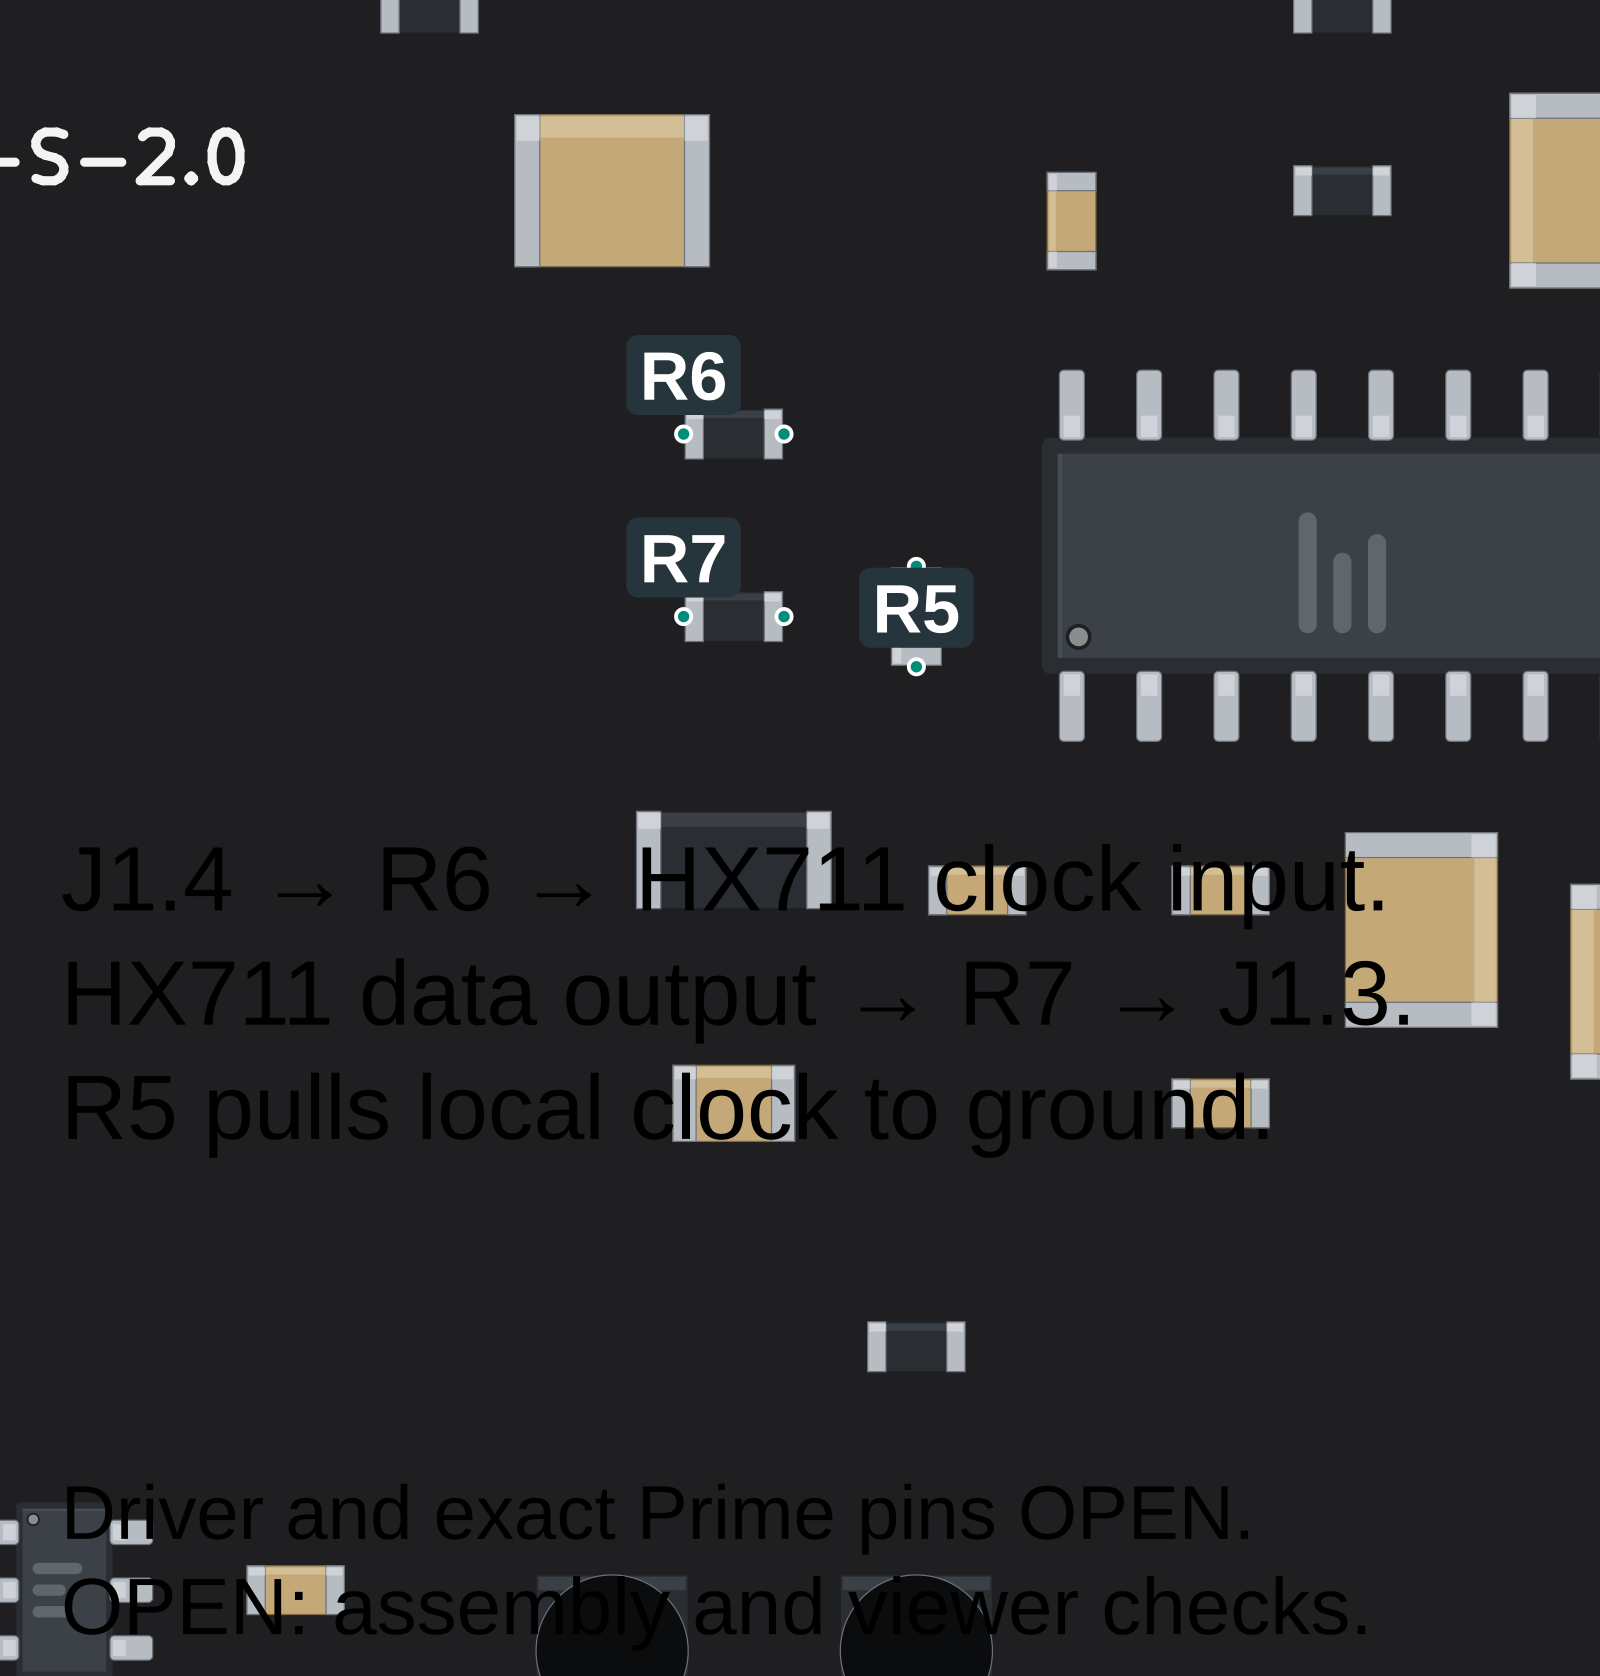 -S-2.0
R6
R7
R5
J1.4 → R6 → HX711 clock input.
HX711 data output → R7 → J1.3.
R5 pulls local clock to ground.
Driver and exact Prime pins OPEN.
OPEN: assembly and viewer checks.